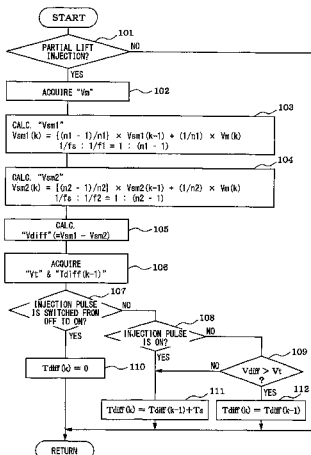 START
101
PARTIAL LIFT
INJECTION?
NO
YES
ACQUIRE "Vm"
102
103
CALC. "Vsm1"
Vsm1(k) = {(n1 - 1)/n1} × Vsm1(k-1) + (1/n1) × Vm(k)
1/fs : 1/f1 = 1 : (n1 - 1)
104
CALC. "Vsm2"
Vsm2(k) = {(n2 - 1)/n2} × Vsm2(k-1) + (1/n2) × Vm(k)
1/fs : 1/f2 = 1 : (n2 - 1)
CALC.
"Vdiff"(=Vsm1 - Vsm2)
105
ACQUIRE
"Vt" & "Tdiff(k-1)"
106
107
INJECTION PULSE
IS SWITCHED FROM
OFF TO ON?
NO
YES
108
INJECTION PULSE
IS ON?
NO
YES
109
Vdiff > Vt
?
NO
YES
110
Tdiff(k) = 0
111
Tdiff(k) = Tdiff(k-1)+Ts
112
Tdiff(k) = Tdiff(k-1)
RETURN